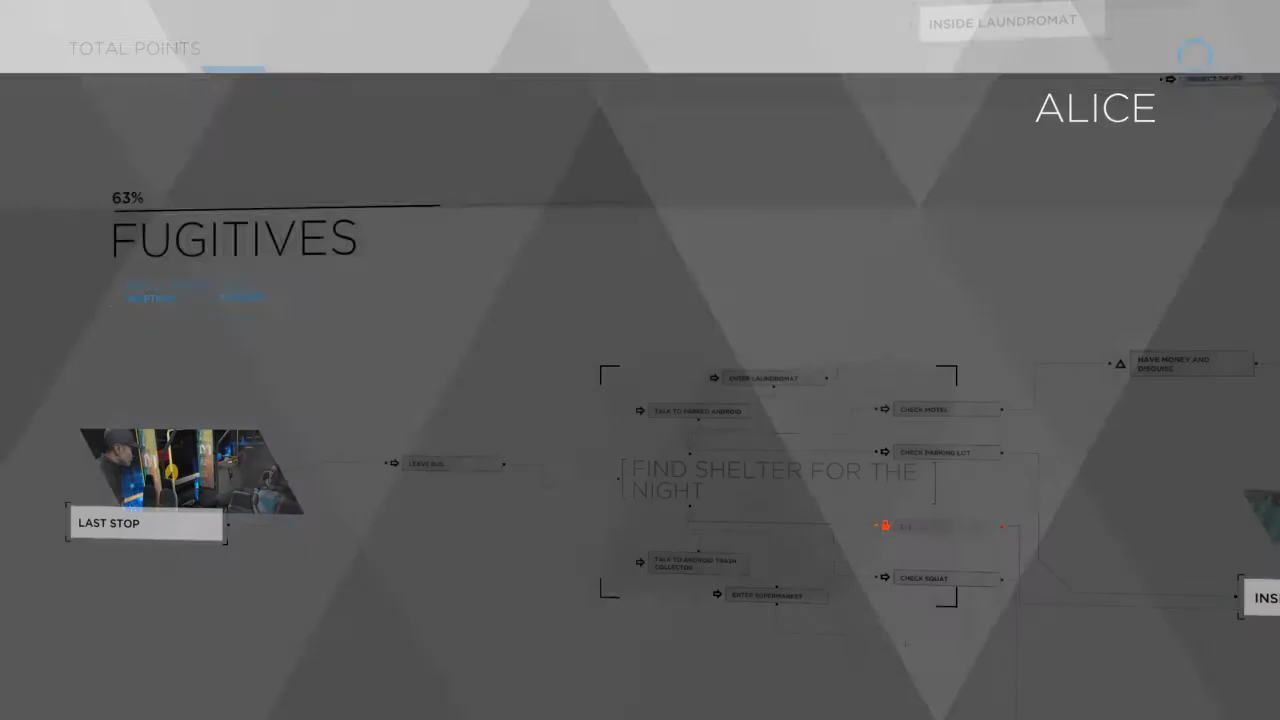 INSIDE LAUNDROMAT
TOTAL POINTS
ALICE
63%
FUGITIVES
ENTER LAUNDROMAT
HAVE MONEY AND
DISGUISE
TALK TO PARKED ANDROID
CHECK MOTEL
LEAVE BUS
CHECK PARKING LOT
FIND SHELTER FOR THE
NIGHT
LAST STOP
TALK TO ANDROID TRASH
COLLECTOR
CHECK SQUAT
ENTER SUPERMARKET
INS